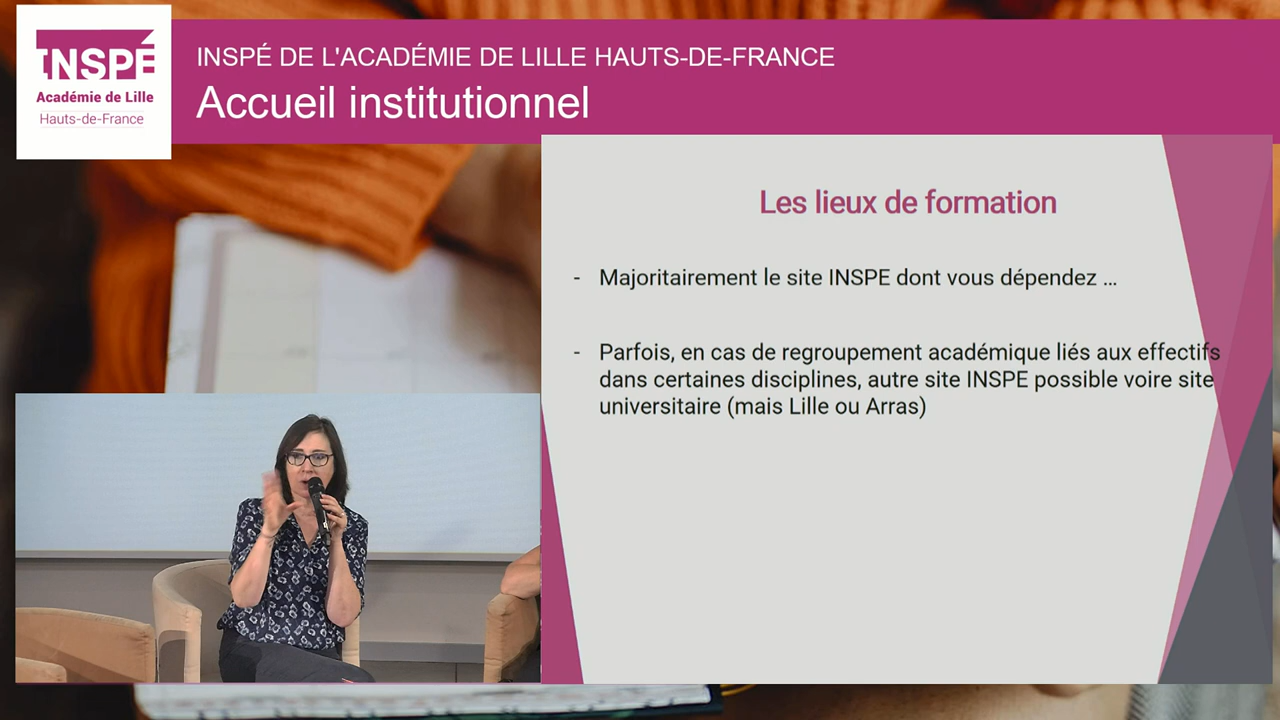 INSPÉ
Académie de Lille
Hauts-de-France
INSPÉ DE L'ACADÉMIE DE LILLE HAUTS-DE-FRANCE
Accueil institutionnel
Les lieux de formation
- Majoritairement le site INSPE dont vous dépendez ...
- Parfois, en cas de regroupement académique liés aux effectifs
dans certaines disciplines, autre site INSPE possible voire site
universitaire (mais Lille ou Arras)